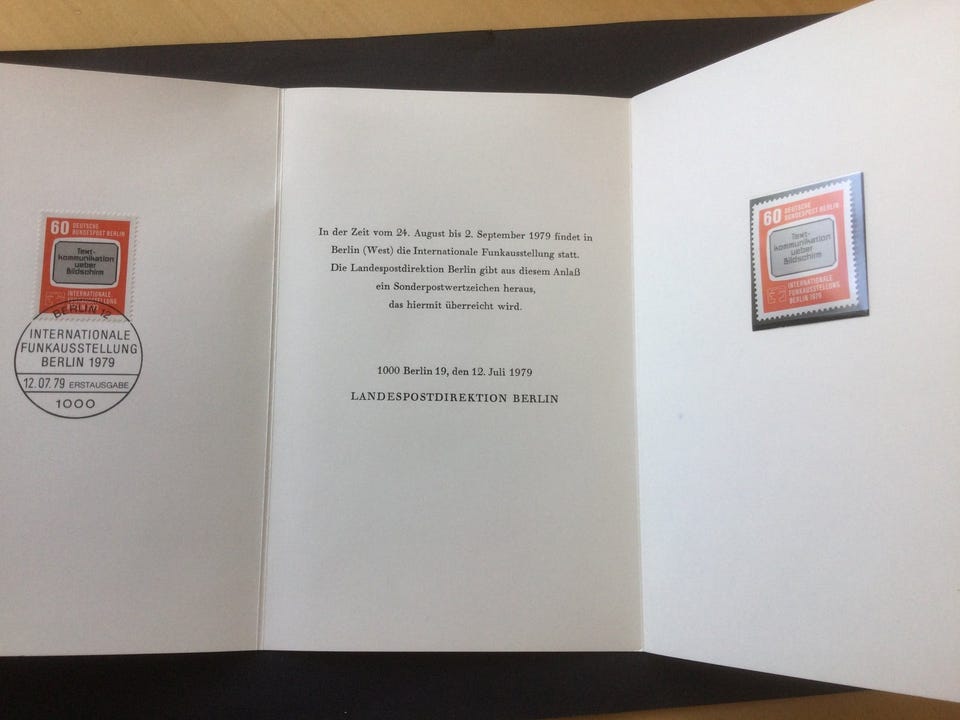 60 DEUTSCHE
BUNDESPOST BERLIN
Text-
kommunikation
ueber
Bildschirm
INTERNATIONALE
FUNKAUSSTELLUNG
BERLIN 12
INTERNATIONALE
FUNKAUSSTELLUNG
BERLIN 1979
12.07.79 ERSTAUSGABE
1000
In der Zeit vom 24. August bis 2. September 1979 findet in
Berlin (West) die Internationale Funkausstellung statt.
Die Landespostdirektion Berlin gibt aus diesem Anlaß
ein Sonderpostwertzeichen heraus,
das hiermit überreicht wird.
1000 Berlin 19, den 12. Juli 1979
LANDESPOSTDIREKTION BERLIN
60 DEUTSCHE
BUNDESPOST BERLIN
Text-
kommunikation
ueber
Bildschirm
INTERNATIONALE
FUNKAUSSTELLUNG
BERLIN 1979